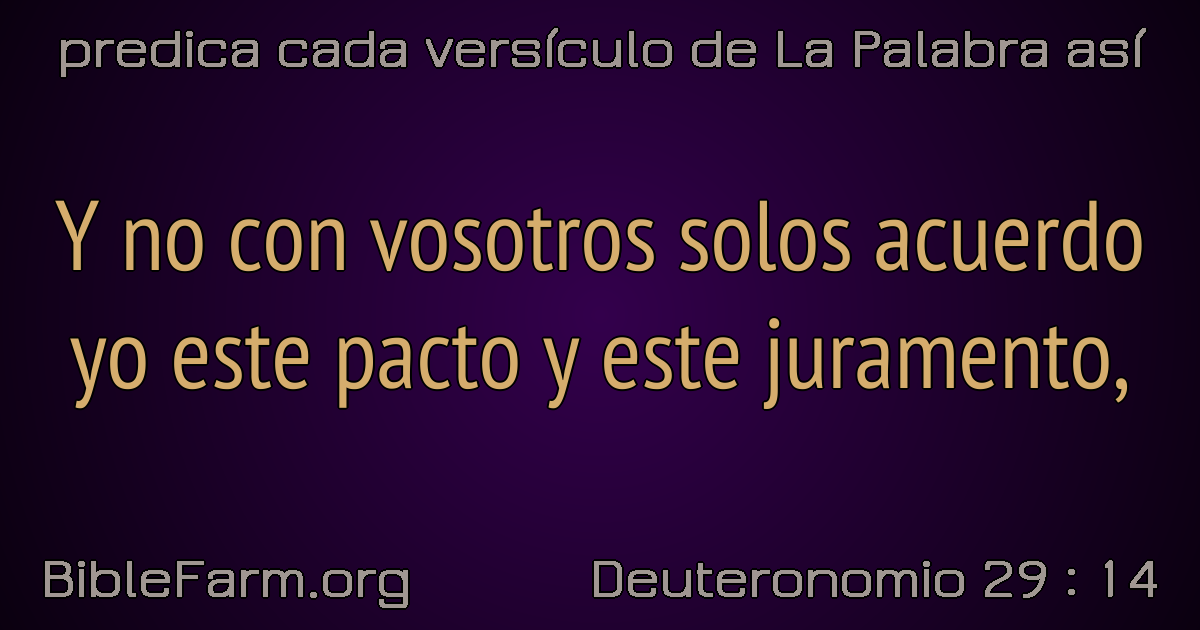 predica cada versículo de La Palabra así
Y no con vosotros solos acuerdo
yo este pacto y este juramento,
BibleFarm.org
Deuteronomio 29 : 14